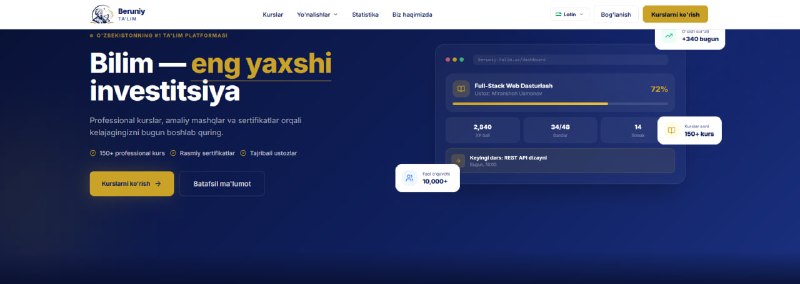 Beruniy
TA'LIM
Kurslar
Yo'nalishlar
Statistika
Biz haqimizda
Lotin
Bog'lanish
Kurslarni ko'rish
O'ZBEKISTONNING #1 TA'LIM PLATFORMASI
Bilim — eng yaxshi
investitsiya
Professional kurslar, amaliy mashqlar va sertifikatlar orqali
kelajagingizni bugun boshlab quring.
150+ professional kurs
Rasmiy sertifikatlar
Tajribali ustozlar
Kurslarni ko'rish →
Batafsil ma'lumot
+340 bugun
Full-Stack Web Dasturlash
72%
2,840
34/48
14
150+ kurs
Keyingi dars: REST API dizayni
10,000+